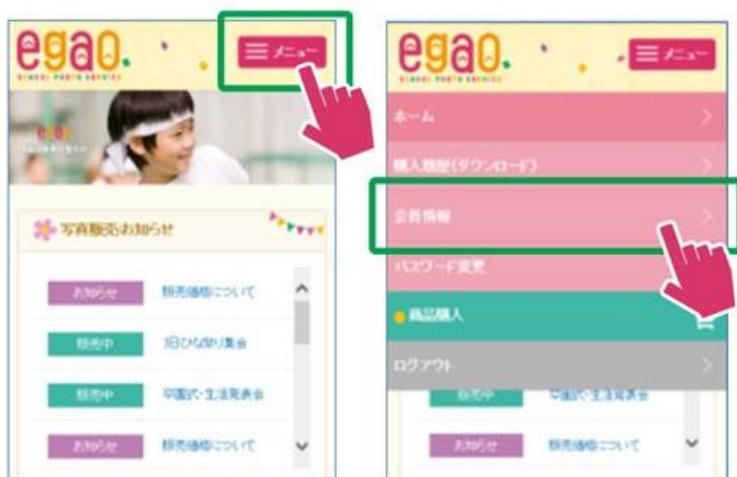 egao.
SCHOOL PHOTO SERVICE
メニュー
写真販売お知らせ
お知らせ 販売価格について
販売中 3日ひな祭り集会
販売中 卒園式・生活発表会
お知らせ 販売価格について
egao.
SCHOOL PHOTO SERVICE
メニュー
ホーム
購入履歴(ダウンロード)
会員情報
パスワード変更
商品購入
ログアウト
販売中 卒園式・生活発表会
お知らせ 販売価格について